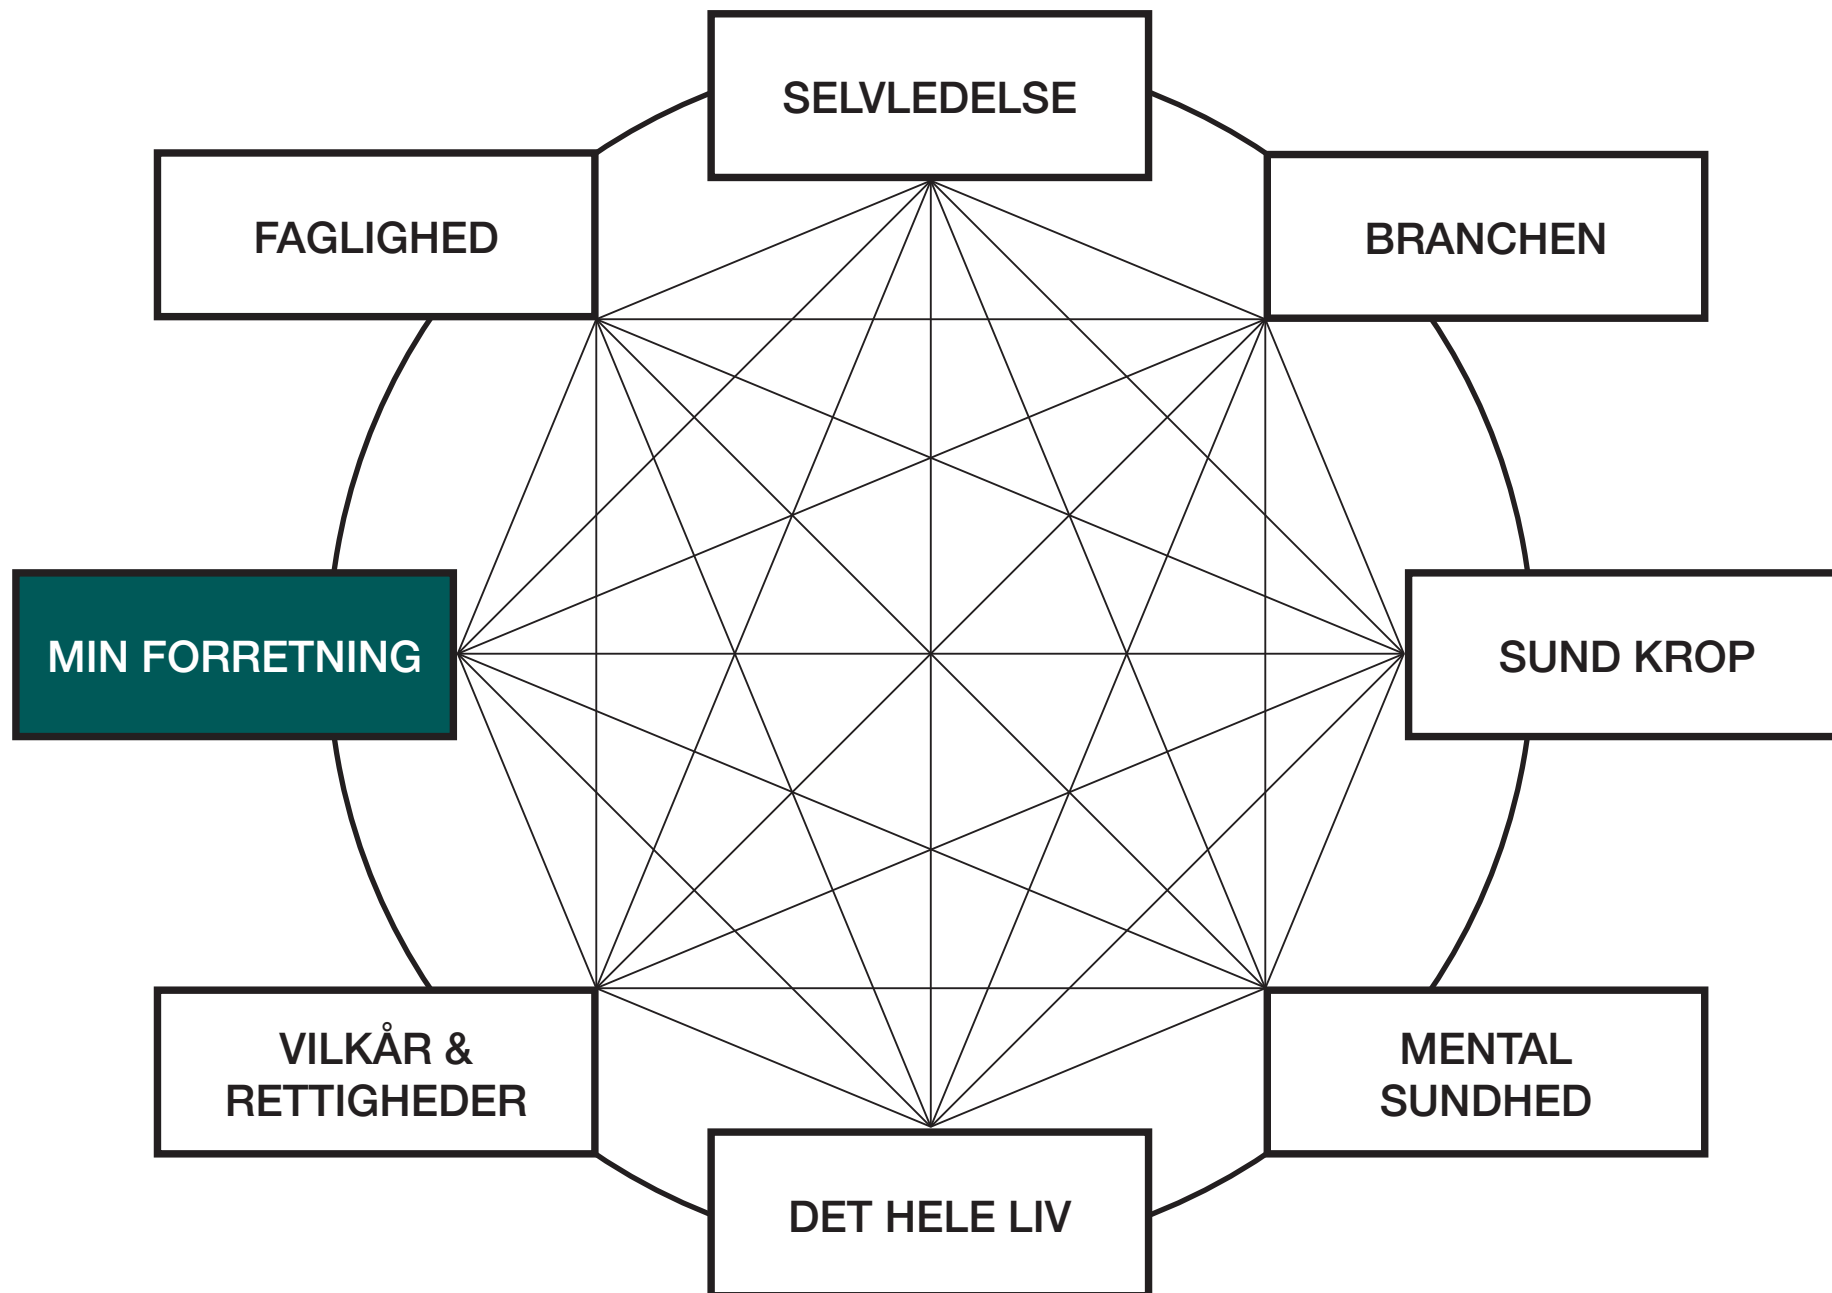 SELVLEDELSE
FAGLIGHED
BRANCHEN
MIN FORRETNING
SUND KROP
VILKÅR &
RETTIGHEDER
MENTAL
SUNDHED
DET HELE LIV